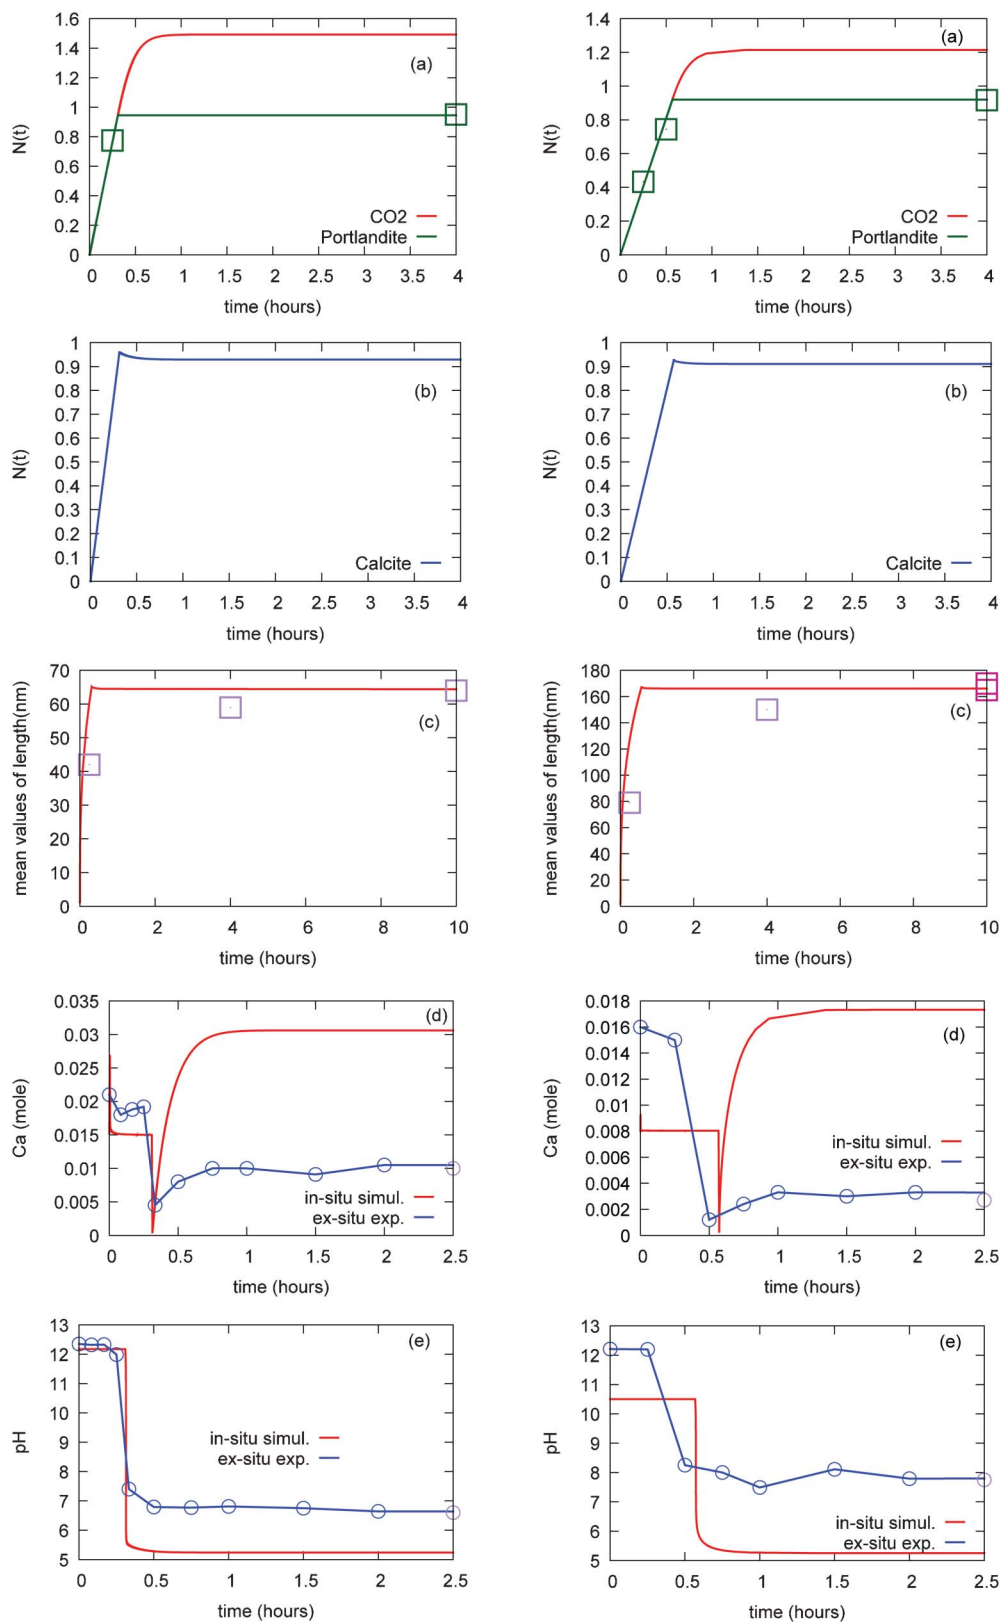 1.6
1.4
1.2
1
0.8
0.6
0.4
0.2
0
N(t)
(a)
CO2
Portlandite
0 0.5 1 1.5 2 2.5 3 3.5 4
time (hours)
1.4
1.2
1
0.8
0.6
0.4
0.2
0
N(t)
(a)
CO2
Portlandite
0 0.5 1 1.5 2 2.5 3 3.5 4
time (hours)
1
0.9
0.8
0.7
0.6
0.5
0.4
0.3
0.2
0.1
0
N(t)
(b)
Calcite
0 0.5 1 1.5 2 2.5 3 3.5 4
time (hours)
1
0.9
0.8
0.7
0.6
0.5
0.4
0.3
0.2
0.1
0
N(t)
(b)
Calcite
0 0.5 1 1.5 2 2.5 3 3.5 4
time (hours)
70
60
50
40
30
20
10
0
mean values of length(nm)
(c)
0 2 4 6 8 10
time (hours)
180
160
140
120
100
80
60
40
20
0
mean values of length(nm)
(c)
0 2 4 6 8 10
time (hours)
0.035
0.030
0.025
0.02
0.015
0.010
0.005
0
Ca (mole)
(d)
in-situ simul.
ex-situ exp.
0 0.5 1 1.5 2 2.5
time (hours)
0.018
0.016
0.014
0.012
0.01
0.008
0.006
0.004
0.002
0
Ca (mole)
(d)
in-situ simul.
ex-situ exp.
0 0.5 1 1.5 2 2.5
time (hours)
13
12
11
10
9
8
7
6
5
pH
(e)
in-situ simul.
ex-situ exp.
0 0.5 1 1.5 2 2.5
time (hours)
13
12
11
10
9
8
7
6
5
pH
(e)
in-situ simul.
ex-situ exp.
0 0.5 1 1.5 2 2.5
time (hours)